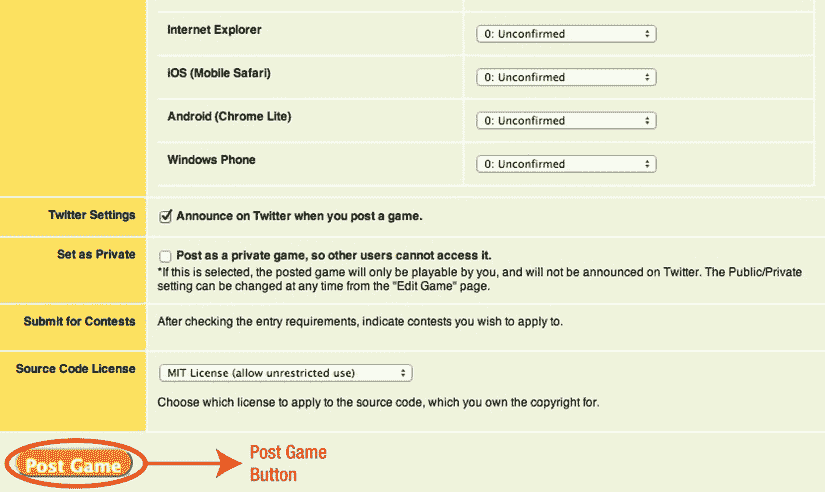 Internet Explorer
0: Unconfirmed
iOS (Mobile Safari)
0: Unconfirmed
Android (Chrome Lite)
0: Unconfirmed
Windows Phone
0: Unconfirmed
Twitter Settings
Announce on Twitter when you post a game.
Set as Private
Post as a private game, so other users cannot access it.
*If this is selected, the posted game will only be playable by you, and will not be announced on Twitter. The Public/Private
setting can be changed at any time from the "Edit Game" page.
Submit for Contests
After checking the entry requirements, indicate contests you wish to apply to.
Source Code License
MIT License (allow unrestricted use)
Choose which license to apply to the source code, which you own the copyright for.
Post Game
Post Game
Button